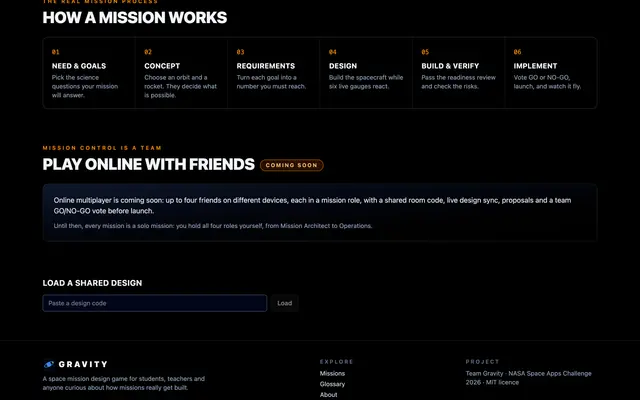 THE REAL MISSION PROCESS
HOW A MISSION WORKS
01
NEED & GOALS
Pick the science
questions your mission
will answer.
02
CONCEPT
Choose an orbit and a
rocket. They decide what
is possible.
03
REQUIREMENTS
Turn each goal into a
number you must reach.
04
DESIGN
Build the spacecraft while
six live gauges react.
05
BUILD & VERIFY
Pass the readiness review
and check the risks.
06
IMPLEMENT
Vote GO or NO-GO,
launch, and watch it fly.
MISSION CONTROL IS A TEAM
PLAY ONLINE WITH FRIENDS COMING SOON
Online multiplayer is coming soon: up to four friends on different devices, each in a mission role, with a shared room code, live design sync, proposals and a team
GO/NO-GO vote before launch.
Until then, every mission is a solo mission: you hold all four roles yourself, from Mission Architect to Operations.
LOAD A SHARED DESIGN
Paste a design code Load
GRAVITY
A space mission design game for students, teachers and
anyone curious about how missions really get built.
EXPLORE
Missions
Glossary
About
PROJECT
Team Gravity · NASA Space Apps Challenge
2026 · MIT licence